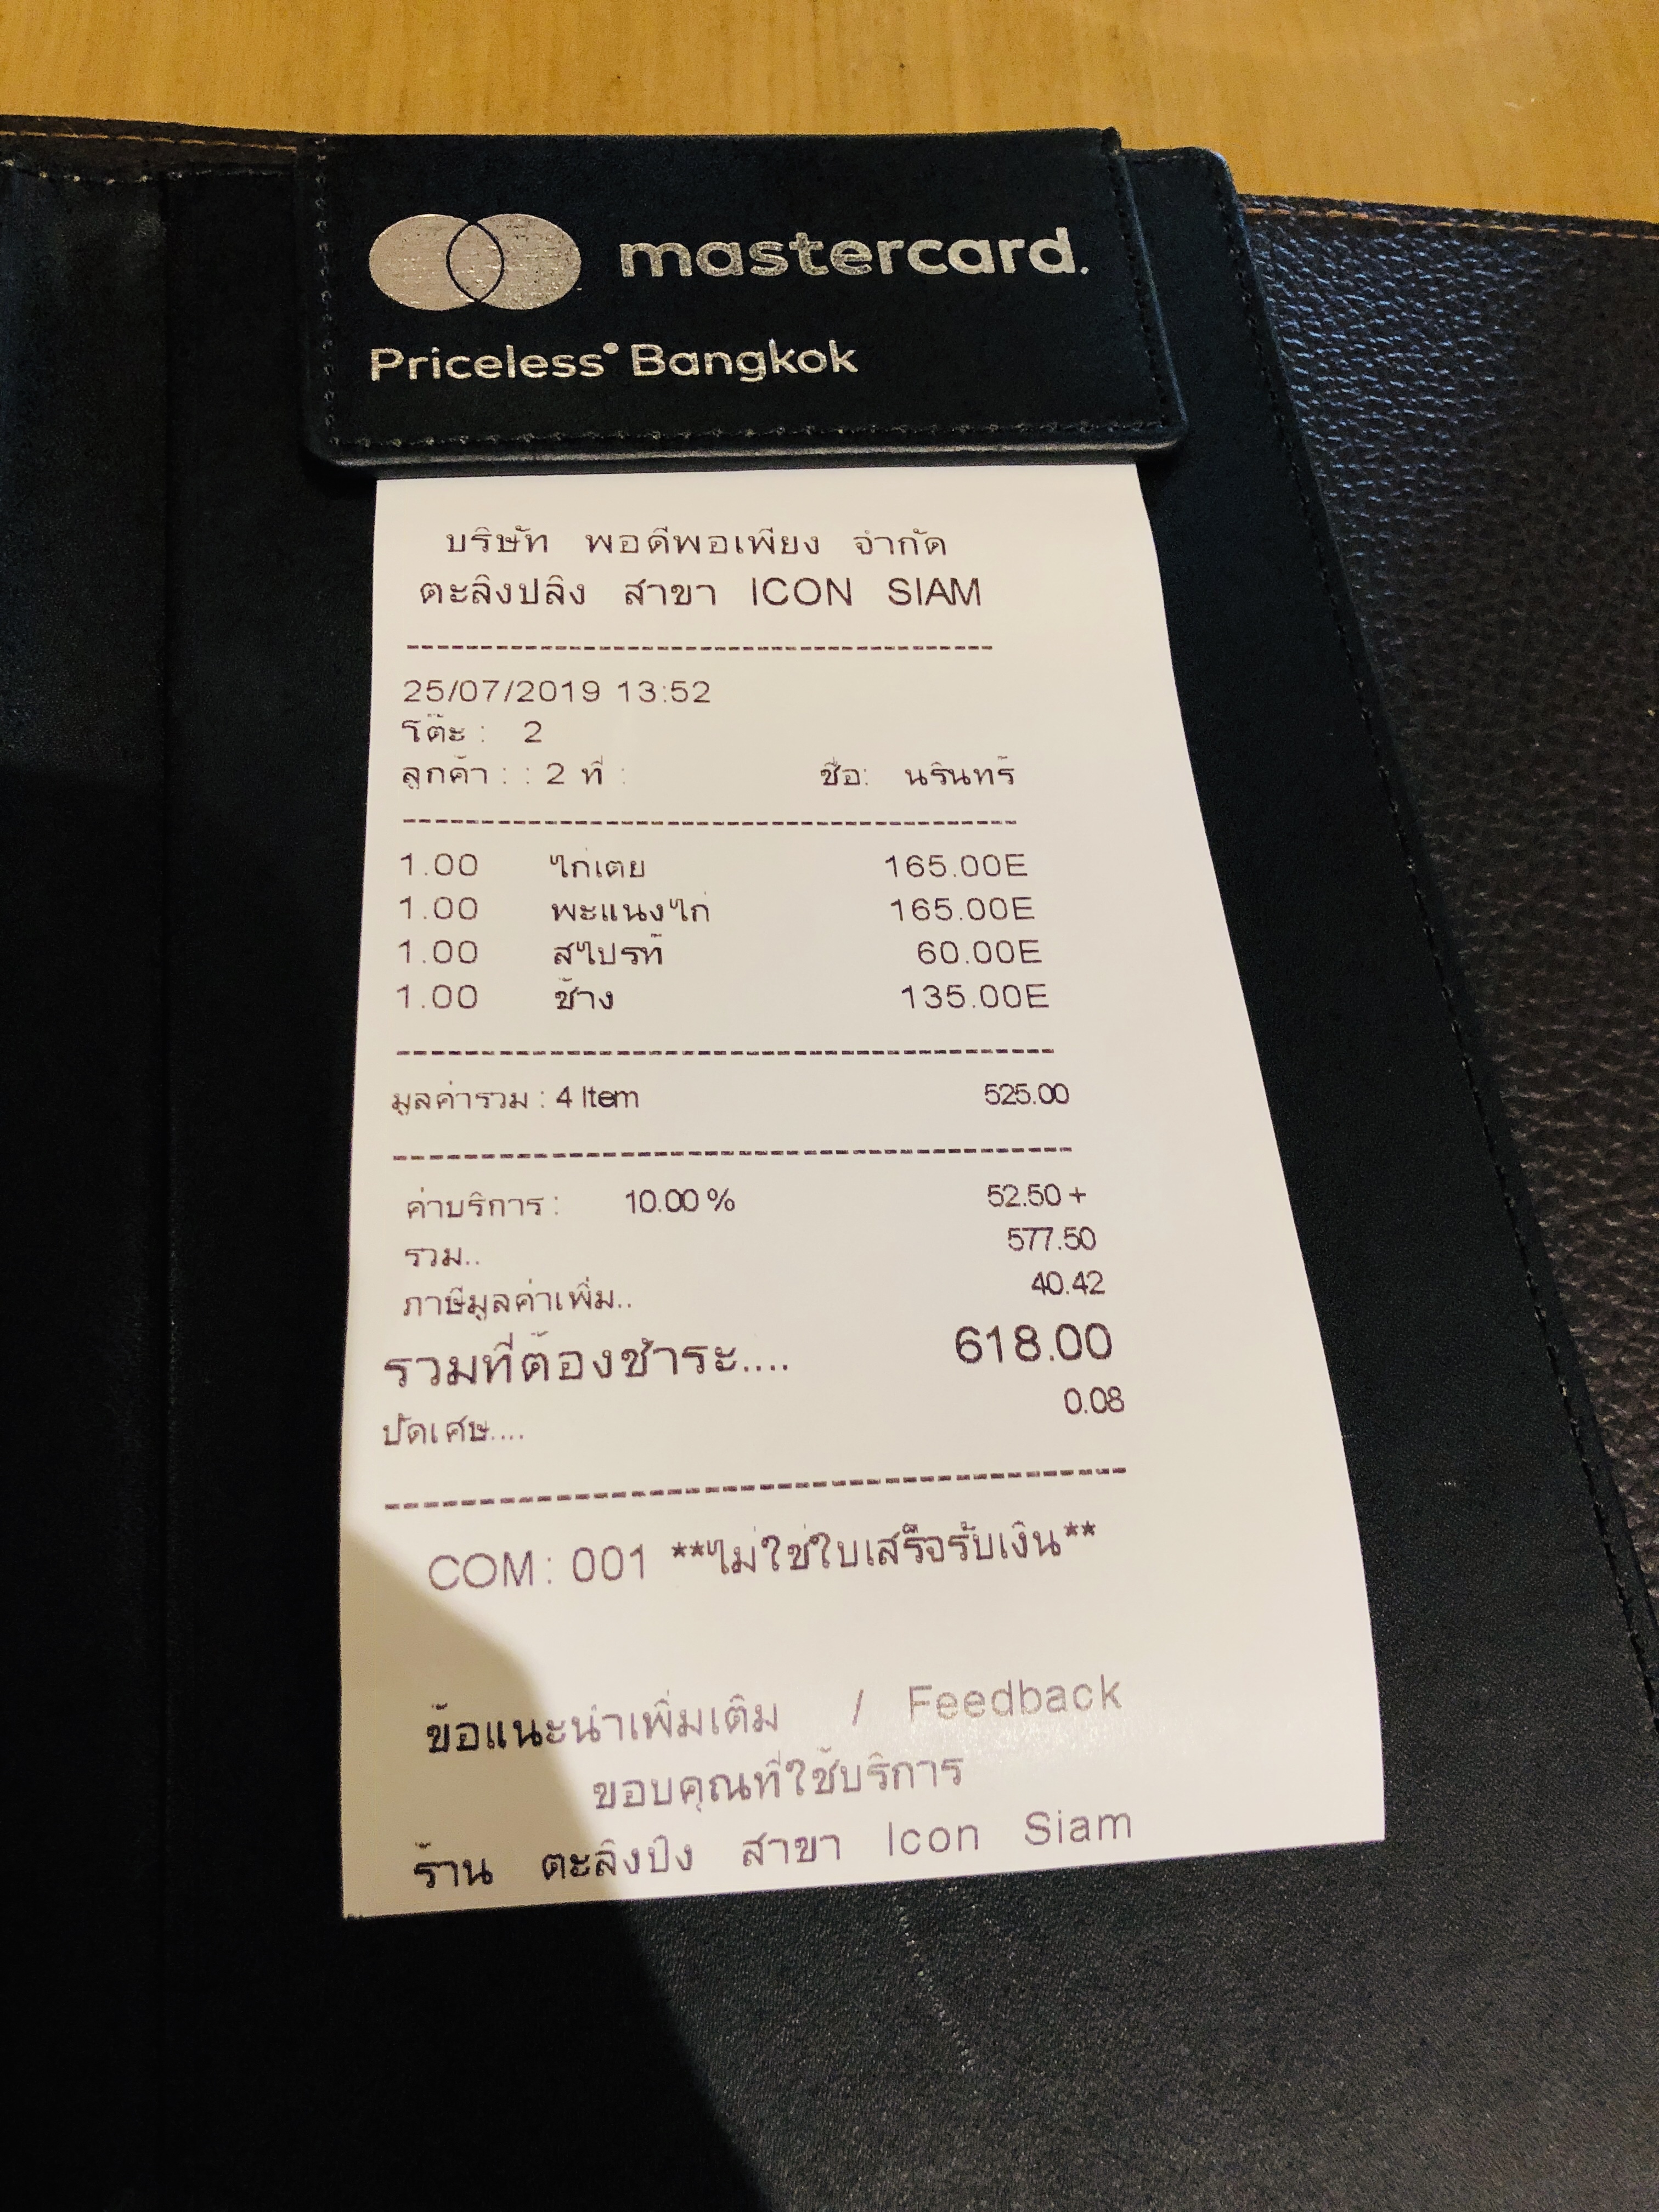 mastercard.
Priceless® Bangkok
บริษัท พอดีพอเพียง จำกัด
ตะลิงปลิง สาขา ICON SIAM
----------------------------------------
25/07/2019 13:52
โต๊ะ : 2
ลูกค้า : : 2 ที่ : ชื่อ: นรินทร์
----------------------------------------
1.00 ไก่เตย 165.00E
1.00 พะแนงไก่ 165.00E
1.00 สไปรท์ 60.00E
1.00 ช้าง 135.00E
----------------------------------------
มูลค่ารวม : 4 Item 525.00
----------------------------------------
ค่าบริการ : 10.00 % 52.50 +
รวม.. 577.50
ภาษีมูลค่าเพิ่ม.. 40.42
รวมที่ต้องชำระ.... 618.00
ปัดเศษ.... 0.08
----------------------------------------
COM: 001 **ไม่ใช่ใบเสร็จรับเงิน**
ข้อแนะนำเพิ่มเติม / Feedback
ขอบคุณที่ใช้บริการ
ร้าน ตะลิงปิง สาขา Icon Siam